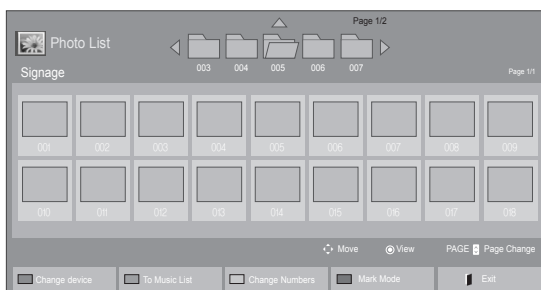 Page 1/2
Photo List
003 004 005 006 007
Signage
Page 1/1
001 002 003 004 005 006 007 008 009
010 011 012 013 014 015 016 017 018
Move View PAGE Page Change
Change device To Music List Change Numbers Mark Mode Exit